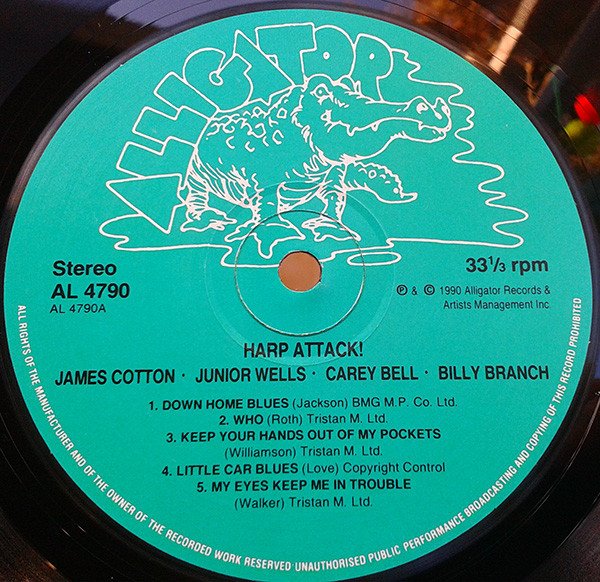 ALLIGATOR
Stereo
AL 4790
AL 4790A
33⅓ rpm
℗ & © 1990 Alligator Records &
Artists Management Inc.
HARP ATTACK!
JAMES COTTON · JUNIOR WELLS · CAREY BELL · BILLY BRANCH
1. DOWN HOME BLUES (Jackson) BMG M.P. Co. Ltd.
2. WHO (Roth) Tristan M. Ltd.
3. KEEP YOUR HANDS OUT OF MY POCKETS
(Williamson) Tristan M. Ltd.
4. LITTLE CAR BLUES (Love) Copyright Control
5. MY EYES KEEP ME IN TROUBLE
(Walker) Tristan M. Ltd.
ALL RIGHTS OF THE MANUFACTURER AND OF THE OWNER OF THE RECORDED WORK RESERVED·UNAUTHORISED PUBLIC PERFORMANCE BROADCASTING AND COPYING OF THIS RECORD PROHIBITED